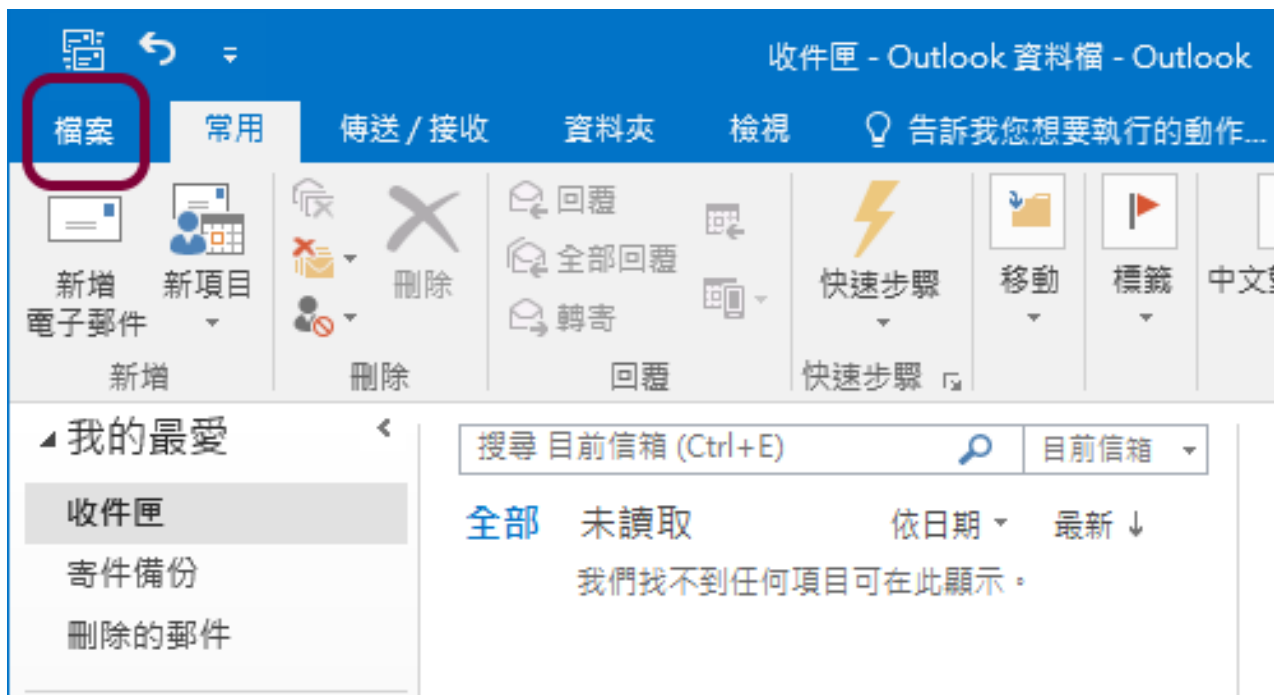 收件匣 - Outlook 資料檔 - Outlook
檔案 常用 傳送 / 接收 資料夾 檢視 告訴我您想要執行的動作...
新增
電子郵件
新項目
刪除
回覆
全部回覆
轉寄
快速步驟
移動
標籤
中文
新增 刪除 回覆 快速步驟
我的最愛
收件匣
寄件備份
刪除的郵件
搜尋 目前信箱 (Ctrl+E) 目前信箱
全部 未讀取 依日期 最新 ↓
我們找不到任何項目可在此顯示。